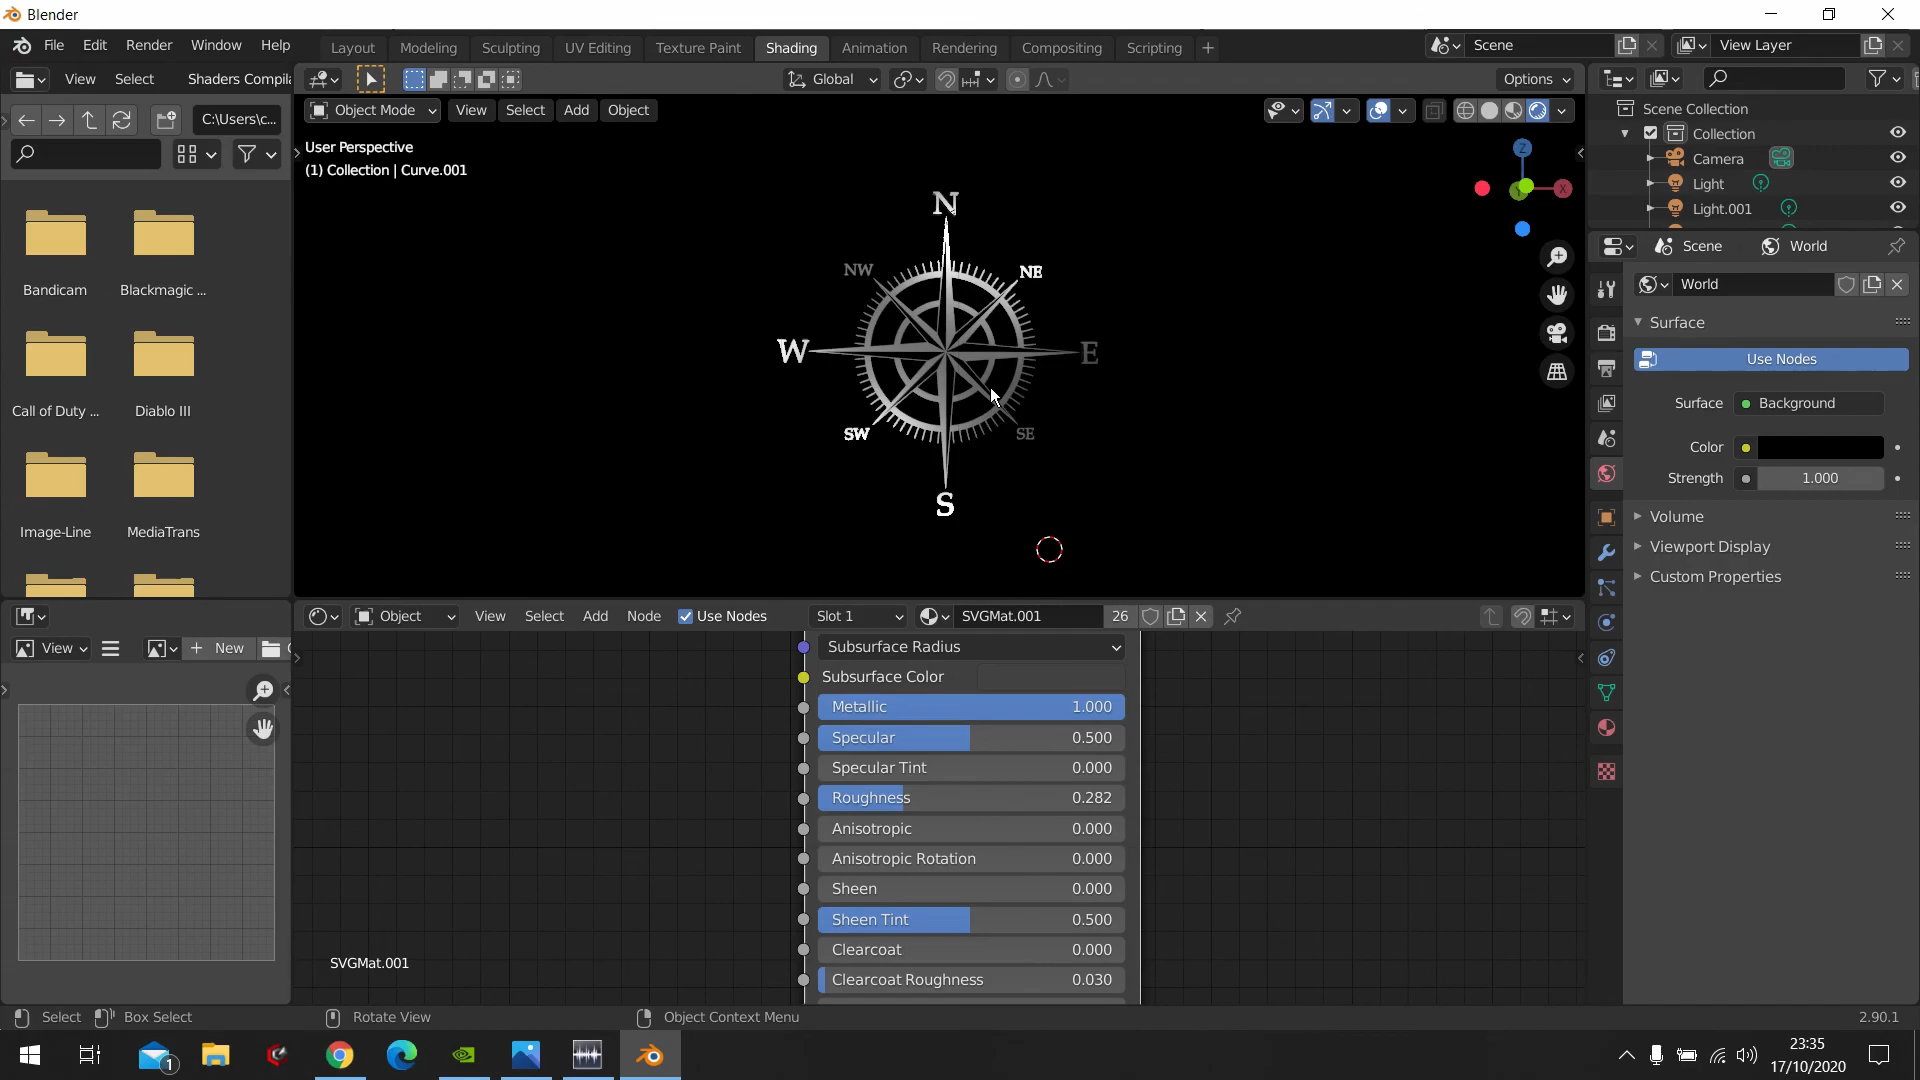 Blender
File Edit Render Window Help
Layout Modeling Sculpting UV Editing Texture Paint Shading Animation Rendering Compositing Scripting +
Scene
View Layer
View Select Shaders Compila
Global
Options
C:\Users\c...
Object Mode View Select Add Object
User Perspective
(1) Collection | Curve.001
Z
X
Y
N
NW
NE
W
E
SW
SE
S
Bandicam
Blackmagic ...
Call of Duty ...
Diablo III
Image-Line
MediaTrans
Scene Collection
Collection
Camera
Light
Light.001
Scene
World
World
Surface
Use Nodes
Surface
Background
Color
Strength
1.000
Volume
Viewport Display
Custom Properties
Object View Select Add Node Use Nodes
Slot 1
SVGMat.001
26
View
New
Subsurface Radius
Subsurface Color
Metallic 1.000
Specular 0.500
Specular Tint 0.000
Roughness 0.282
Anisotropic 0.000
Anisotropic Rotation 0.000
Sheen 0.000
Sheen Tint 0.500
Clearcoat 0.000
Clearcoat Roughness 0.030
SVGMat.001
Select
Box Select
Rotate View
Object Context Menu
2.90.1
1
23:35
17/10/2020